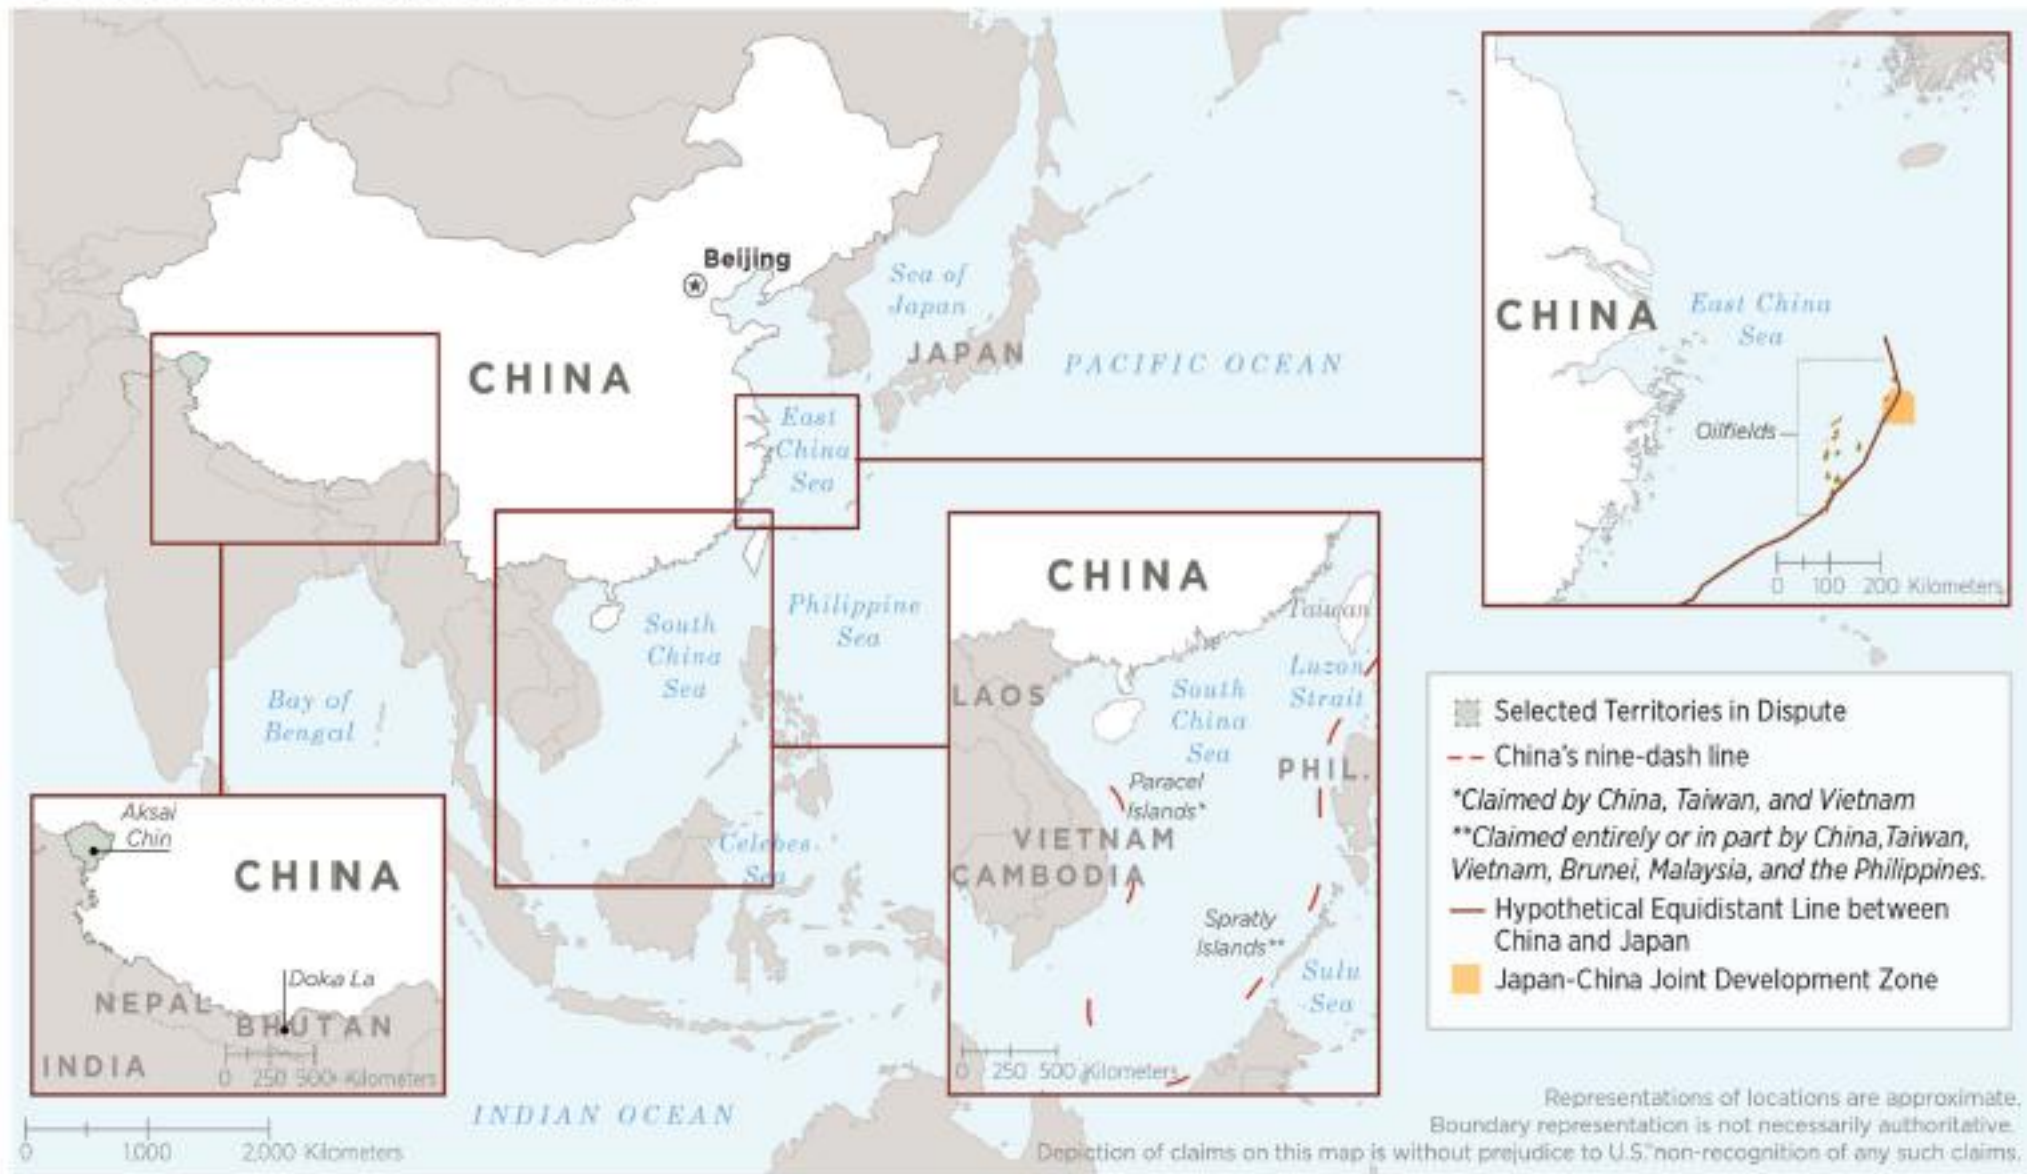 Beijing
CHINA
Sea of
Japan
JAPAN
PACIFIC OCEAN
East
China
Sea
Philippine
Sea
South
China
Sea
Bay of
Bengal
Celebes
Sea
INDIAN OCEAN
0 1,000 2,000 Kilometers
CHINA
East China
Sea
Oilfields
0 100 200 Kilometers
CHINA
Taiwan
Luzon
Strait
LAOS
South
China
Sea
PHIL.
Paracel
Islands*
VIETNAM
CAMBODIA
Spratly
Islands**
Sulu
Sea
0 250 500 Kilometers
Aksai
Chin
CHINA
Doka La
NEPAL
BHUTAN
INDIA
0 250 500 Kilometers
Selected Territories in Dispute
China's nine-dash line
*Claimed by China, Taiwan, and Vietnam
**Claimed entirely or in part by China,Taiwan,
Vietnam, Brunei, Malaysia, and the Philippines.
Hypothetical Equidistant Line between
China and Japan
Japan-China Joint Development Zone
Representations of locations are approximate.
Boundary representation is not necessarily authoritative.
Depiction of claims on this map is without prejudice to U.S. non-recognition of any such claims.